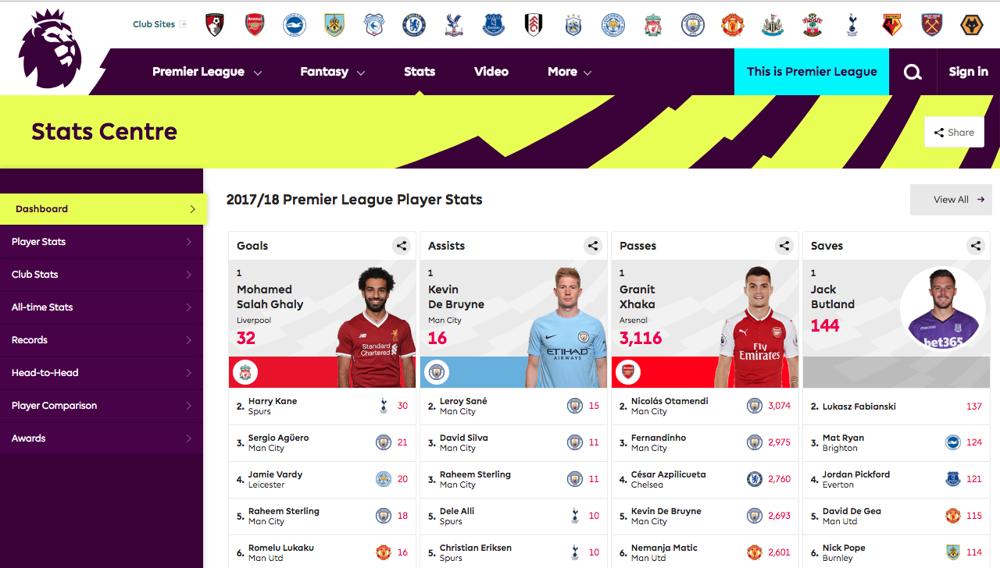 Club Sites
Premier League
Fantasy
Stats
Video
More
This is Premier League
Sign in
Stats Centre
Share
Dashboard
Player Stats
Club Stats
All-time Stats
Records
Head-to-Head
Player Comparison
Awards
2017/18 Premier League Player Stats
View All
Goals
1
Mohamed
Salah Ghaly
Liverpool
32
Standard
Chartered
2. Harry Kane 30
Spurs
3. Sergio Agüero 21
Man City
4. Jamie Vardy 20
Leicester
5. Raheem Sterling 18
Man City
6. Romelu Lukaku 16
Man Utd
Assists
1
Kevin
De Bruyne
Man City
16
ETIHAD
AIRWAYS
2. Leroy Sané 15
Man City
3. David Silva 11
Man City
3. Raheem Sterling 11
Man City
5. Dele Alli 10
Spurs
5. Christian Eriksen 10
Spurs
Passes
1
Granit
Xhaka
Arsenal
3,116
Fly
Emirates
2. Nicolás Otamendi 3,074
Man City
3. Fernandinho 2,975
Man City
4. César Azpilicueta 2,760
Chelsea
5. Kevin De Bruyne 2,693
Man City
6. Nemanja Matic 2,601
Man Utd
Saves
1
Jack
Butland
144
bet365
2. Lukasz Fabianski 137
3. Mat Ryan 124
Brighton
4. Jordan Pickford 121
Everton
5. David De Gea 115
Man Utd
6. Nick Pope 114
Burnley